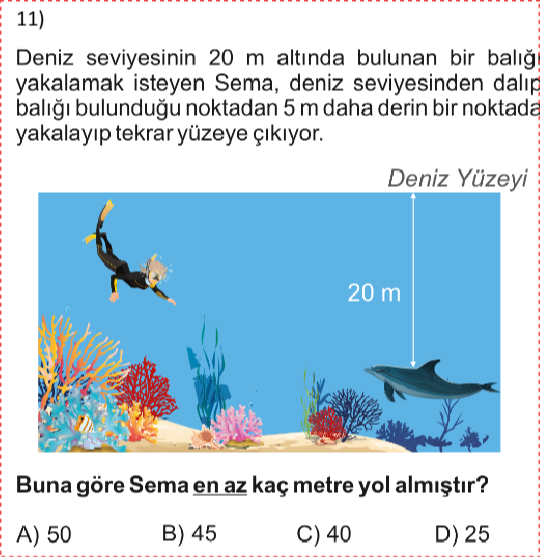 11)
Deniz seviyesinin 20 m altında bulunan bir balığı
yakalamak isteyen Sema, deniz seviyesinden dalıp
balığı bulunduğu noktadan 5 m daha derin bir noktada
yakalayıp tekrar yüzeye çıkıyor.
Deniz Yüzeyi
20 m
Buna göre Sema en az kaç metre yol almıştır?
A) 50 B) 45 C) 40 D) 25